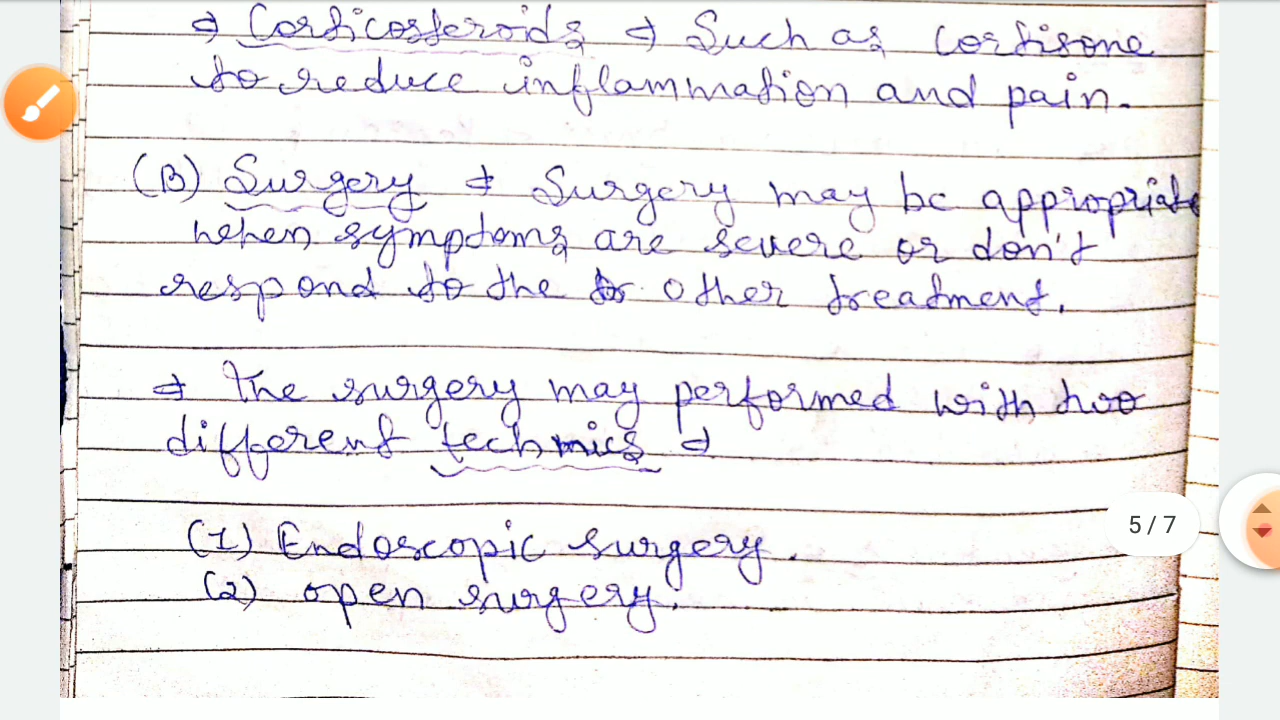 ⇒ Corticosteroids ⇒ Such as cortisone
to reduce inflammation and pain.
(B) Surgery ⇒ Surgery may be appropriate
when symptoms are severe or don't
respond to the other treatment.
⇒ The surgery may performed with two
different technics ⇒
(1) Endoscopic surgery.
(2) open surgery.
5 / 7